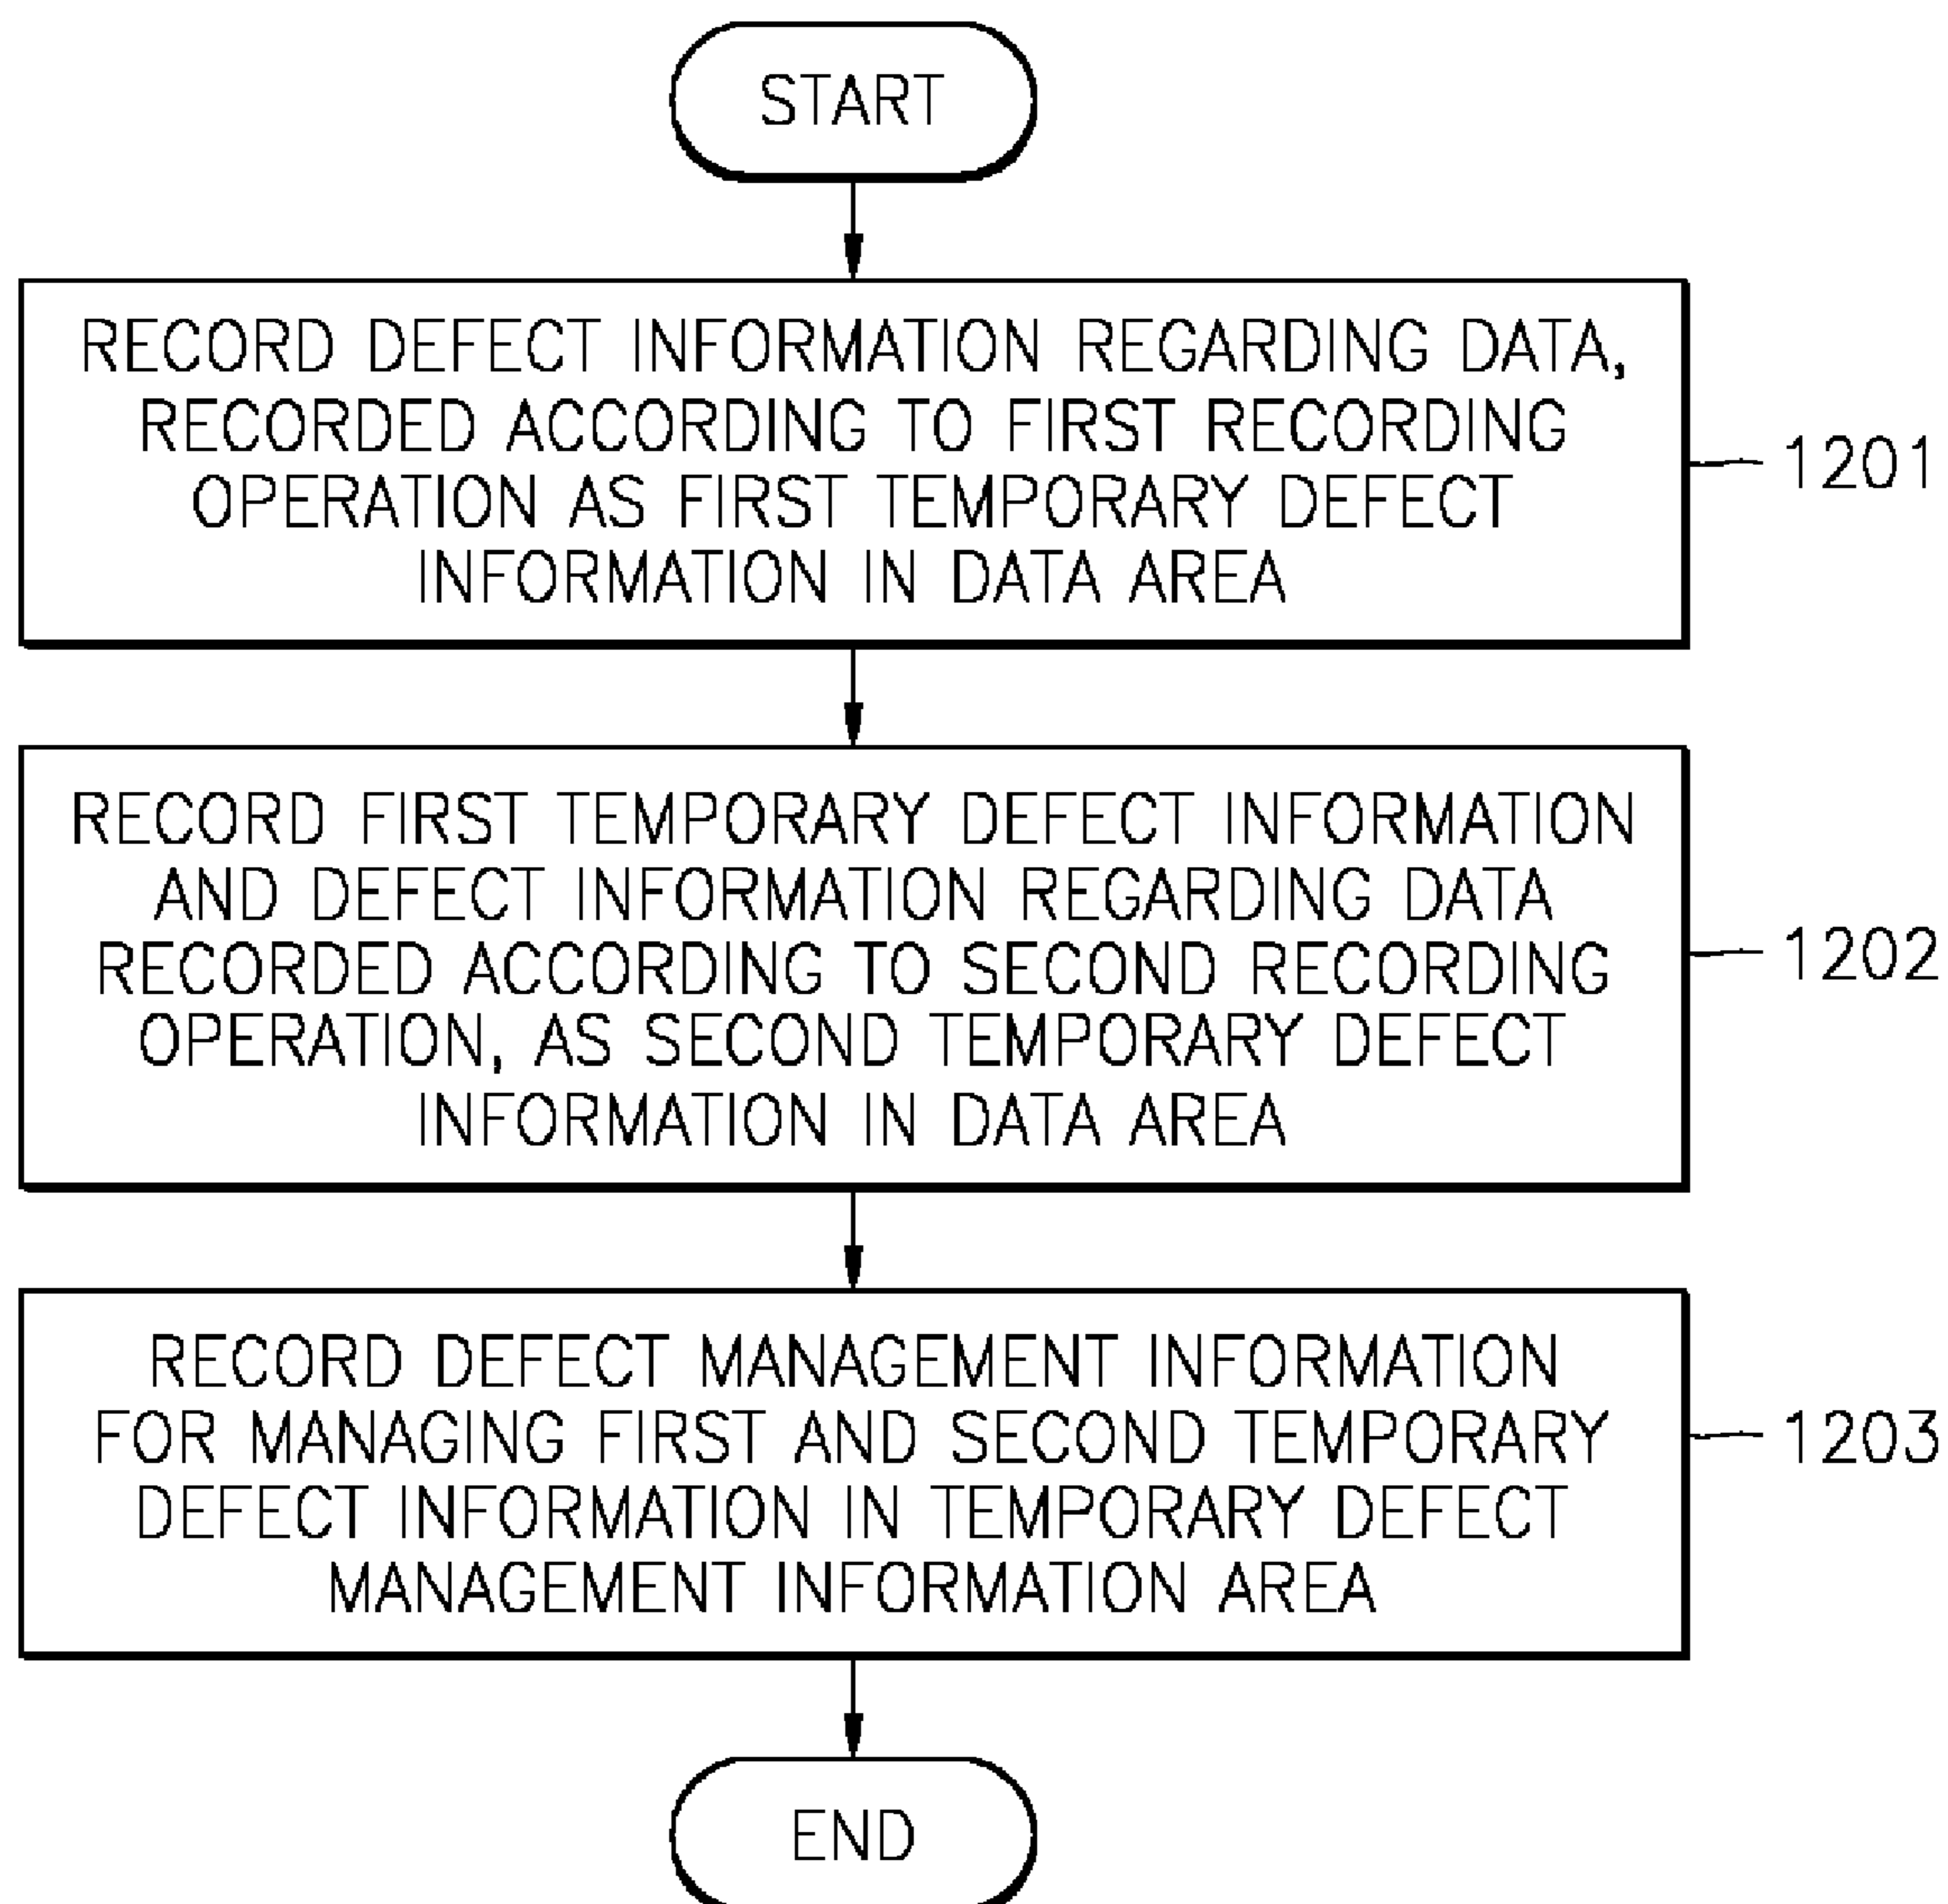 START
RECORD DEFECT INFORMATION REGARDING DATA,
RECORDED ACCORDING TO FIRST RECORDING
OPERATION AS FIRST TEMPORARY DEFECT
INFORMATION IN DATA AREA
1201
RECORD FIRST TEMPORARY DEFECT INFORMATION
AND DEFECT INFORMATION REGARDING DATA
RECORDED ACCORDING TO SECOND RECORDING
OPERATION, AS SECOND TEMPORARY DEFECT
INFORMATION IN DATA AREA
1202
RECORD DEFECT MANAGEMENT INFORMATION
FOR MANAGING FIRST AND SECOND TEMPORARY
DEFECT INFORMATION IN TEMPORARY DEFECT
MANAGEMENT INFORMATION AREA
1203
END